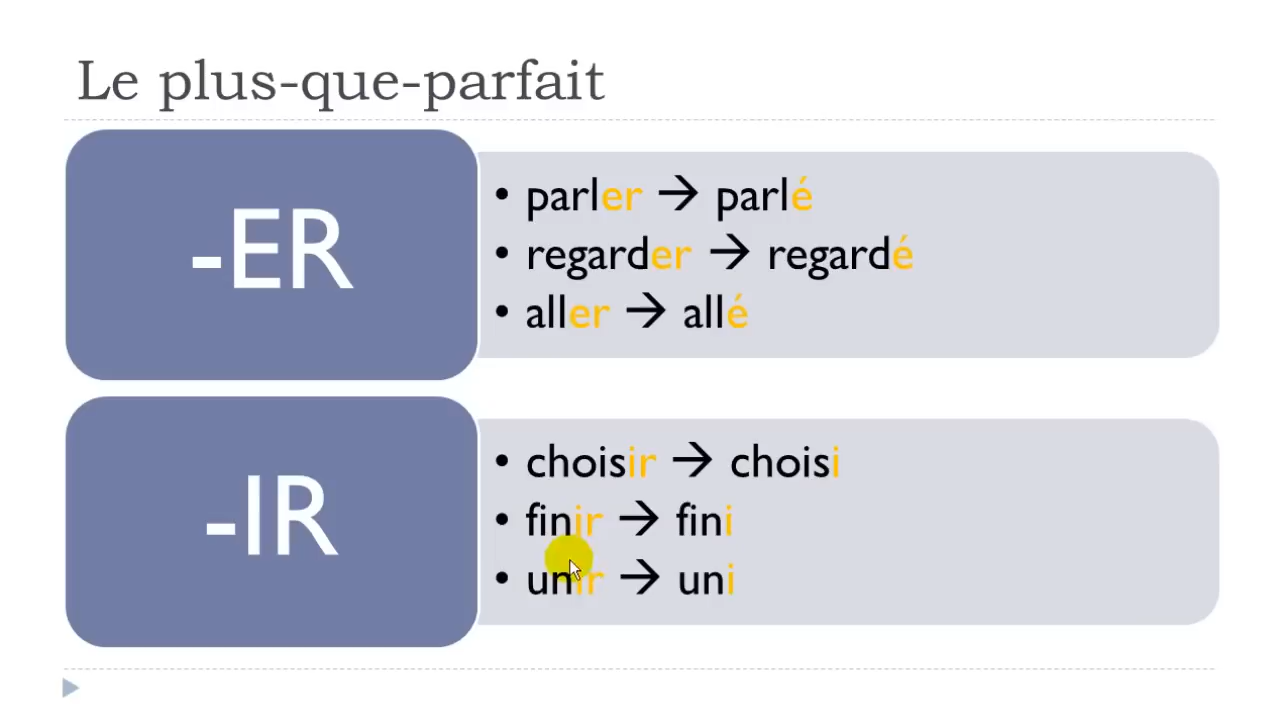 Le plus-que-parfait
-ER
• parler → parlé
• regarder → regardé
• aller → allé
-IR
• choisir → choisi
• finir → fini
• unir → uni